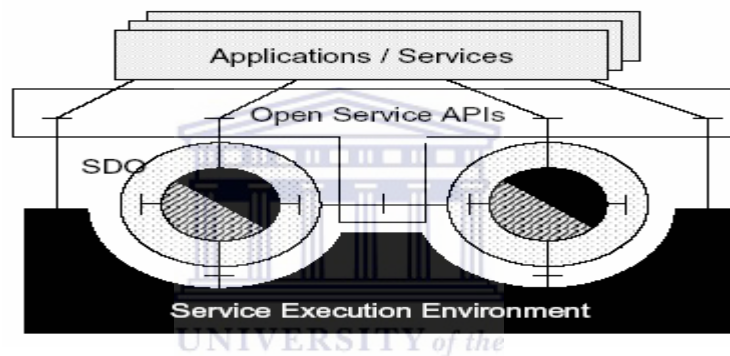 Applications / Services
Open Service APIs
SDO
Service Execution Environment
UNIVERSITY of the